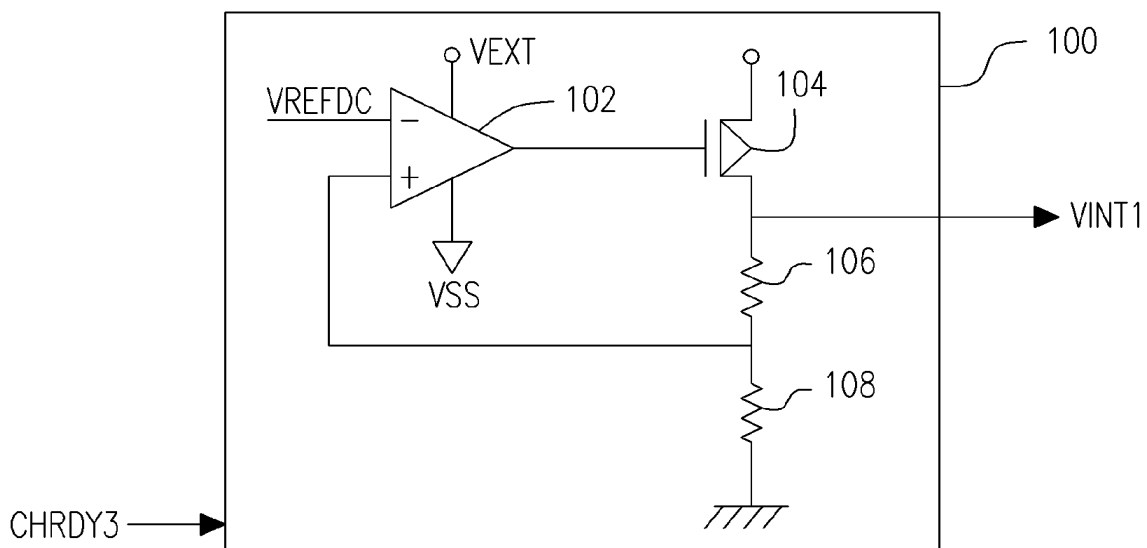 100
VEXT
104
102
VREFDC
−
+
VINT1
106
VSS
108
CHRDY3